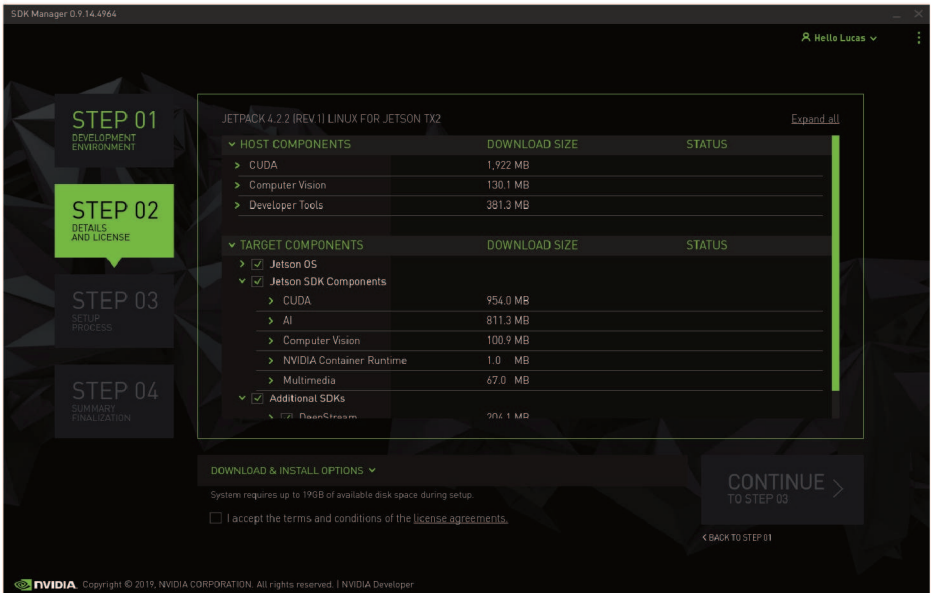 SDK Manager 0.9.14.4964
Hello Lucas
STEP 01
DEVELOPMENT
ENVIRONMENT
STEP 02
DETAILS
AND LICENSE
STEP 03
SETUP
PROCESS
STEP 04
SUMMARY
FINALIZATION
JETPACK 4.2.2 (REV 1) LINUX FOR JETSON TX2 Expand all
HOST COMPONENTS DOWNLOAD SIZE STATUS
CUDA 1,922 MB
Computer Vision 130.1 MB
Developer Tools 381.3 MB
TARGET COMPONENTS DOWNLOAD SIZE STATUS
Jetson OS
Jetson SDK Components
CUDA 954.0 MB
AI 811.3 MB
Computer Vision 100.9 MB
NVIDIA Container Runtime 1.0 MB
Multimedia 67.0 MB
Additional SDKs
DeepStream 204.1 MB
DOWNLOAD & INSTALL OPTIONS
System requires up to 19GB of available disk space during setup.
I accept the terms and conditions of the license agreements.
CONTINUE
TO STEP 03
BACK TO STEP 01
NVIDIA. Copyright © 2019, NVIDIA CORPORATION. All rights reserved. | NVIDIA Developer